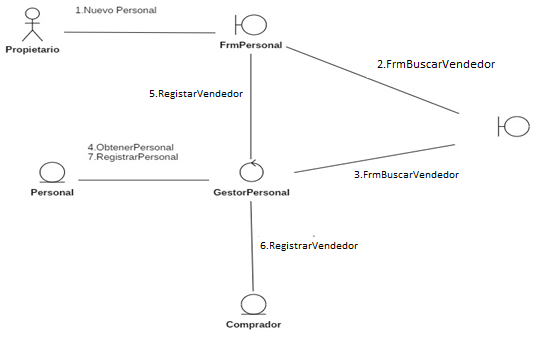 1.Nuevo Personal
Propietario
FrmPersonal
2.FrmBuscarVendedor
5.RegistarVendedor
4.ObtenerPersonal
7.RegistrarPersonal
3.FrmBuscarVendedor
Personal
GestorPersonal
6.RegistrarVendedor
Comprador